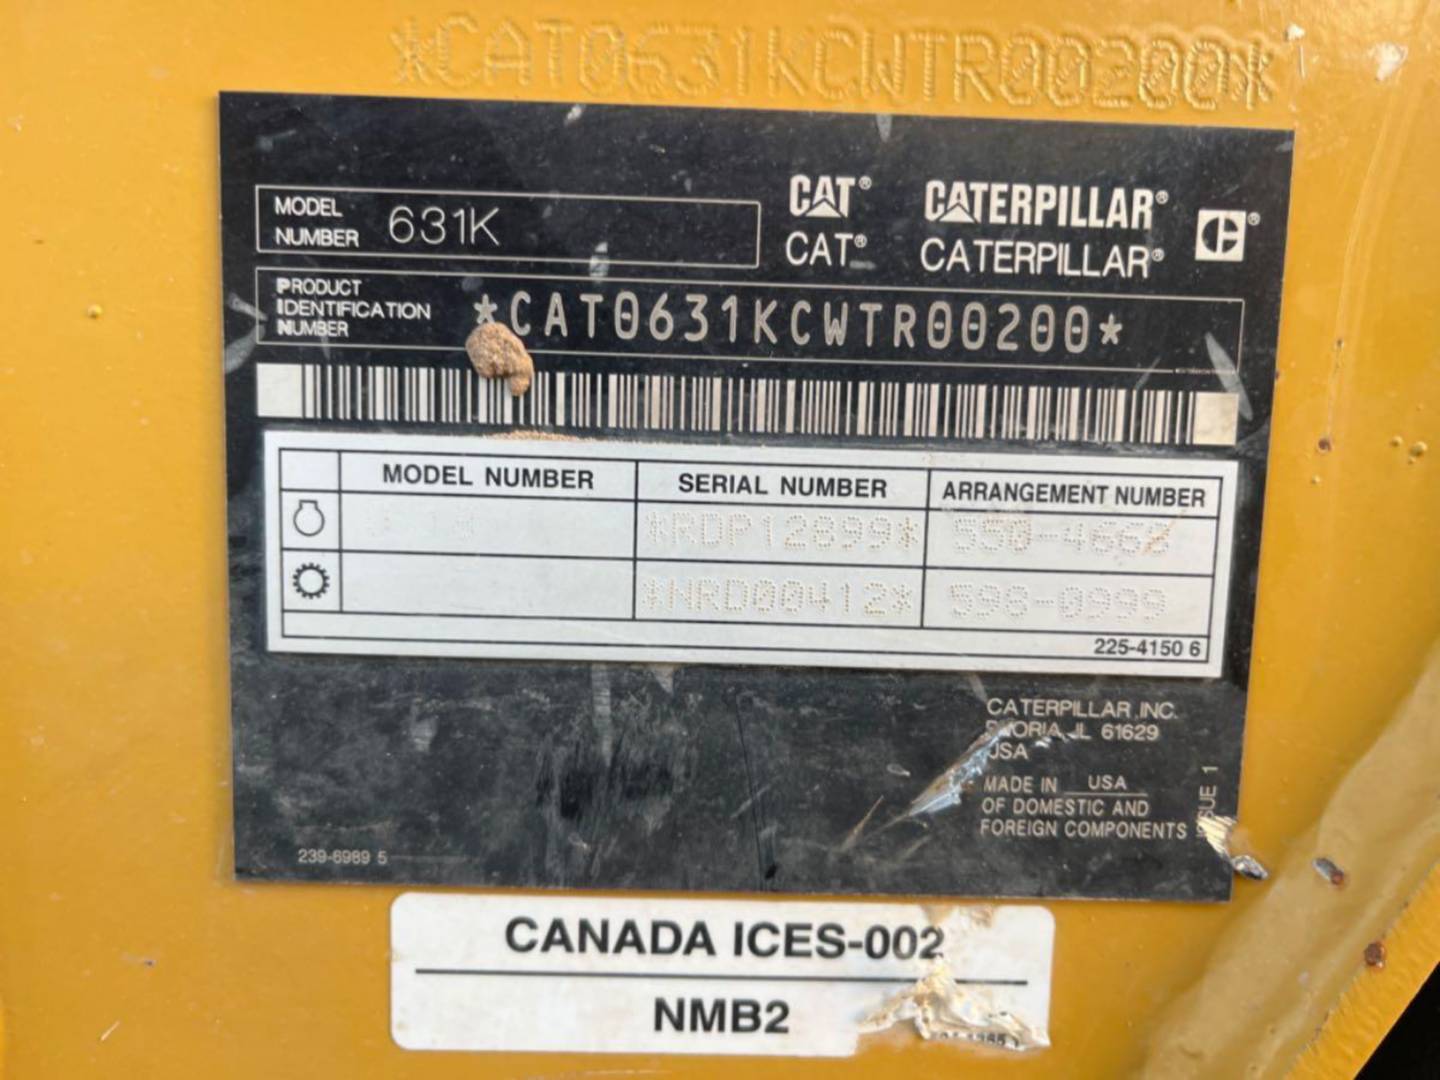 *CAT0631KCWTR00200*
MODEL NUMBER 631K
CAT® CATERPILLAR®
CAT® CATERPILLAR®
PRODUCT IDENTIFICATION NUMBER *CAT0631KCWTR00200*
MODEL NUMBER SERIAL NUMBER ARRANGEMENT NUMBER
*RDP12899* 550-4668
*NRD00412* 598-0999
225-4150 6
CATERPILLAR INC.
PEORIA, IL 61629
USA
MADE IN USA
OF DOMESTIC AND
FOREIGN COMPONENTS
ISSUE 1
239-6989 5
CANADA ICES-002
NMB2